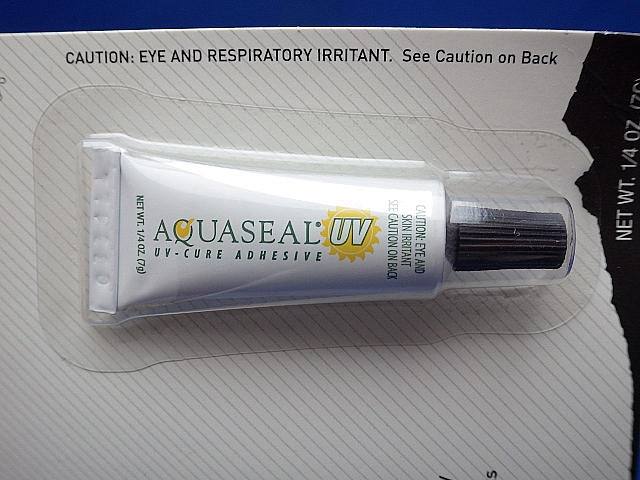 CAUTION: EYE AND RESPIRATORY IRRITANT. See Caution on Back
NET WT. 1/4 OZ. (7g)
AQUASEAL® UV
UV-CURE ADHESIVE
CAUTION: EYE AND
SKIN IRRITANT
SEE CAUTION ON BACK
NET WT. 1/4 OZ. (7g)